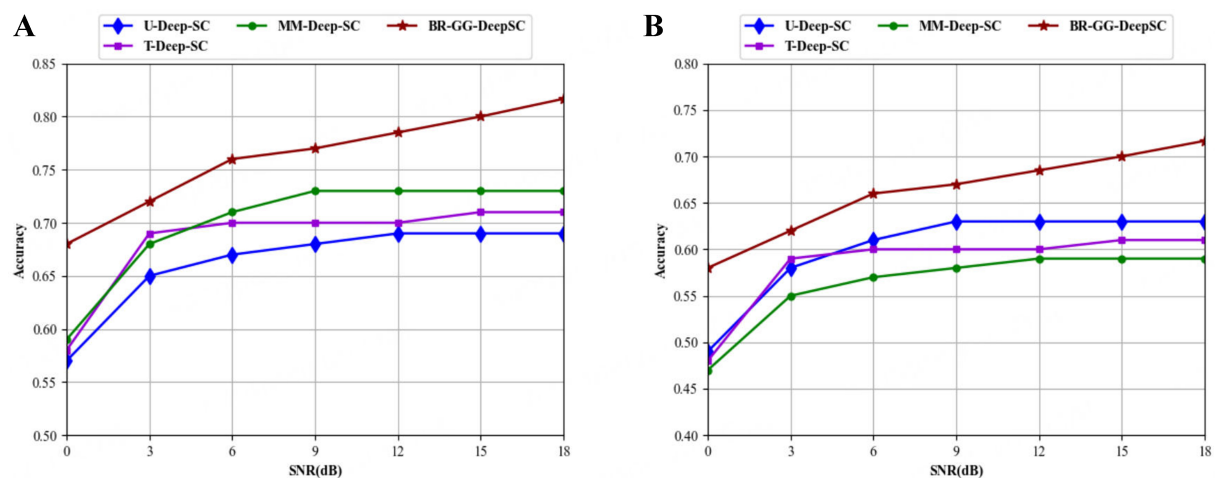 A
U-Deep-SC
MM-Deep-SC
BR-GG-DeepSC
T-Deep-SC
0.85
0.80
0.75
0.70
0.65
0.60
0.55
0.50
Accuracy
0 3 6 9 12 15 18
SNR(dB)
B
U-Deep-SC
MM-Deep-SC
BR-GG-DeepSC
T-Deep-SC
0.80
0.75
0.70
0.65
0.60
0.55
0.50
0.45
0.40
Accuracy
0 3 6 9 12 15 18
SNR(dB)